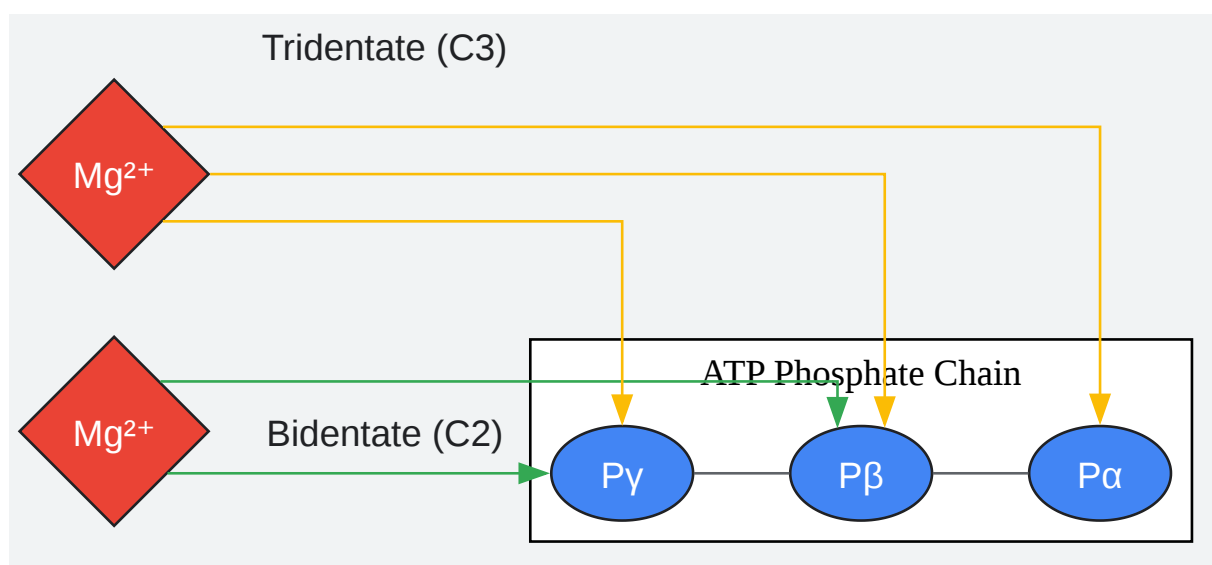 Tridentate (C3)
Mg²⁺
ATP Phosphate Chain
Mg²⁺
Bidentate (C2)
Pγ
Pβ
Pα